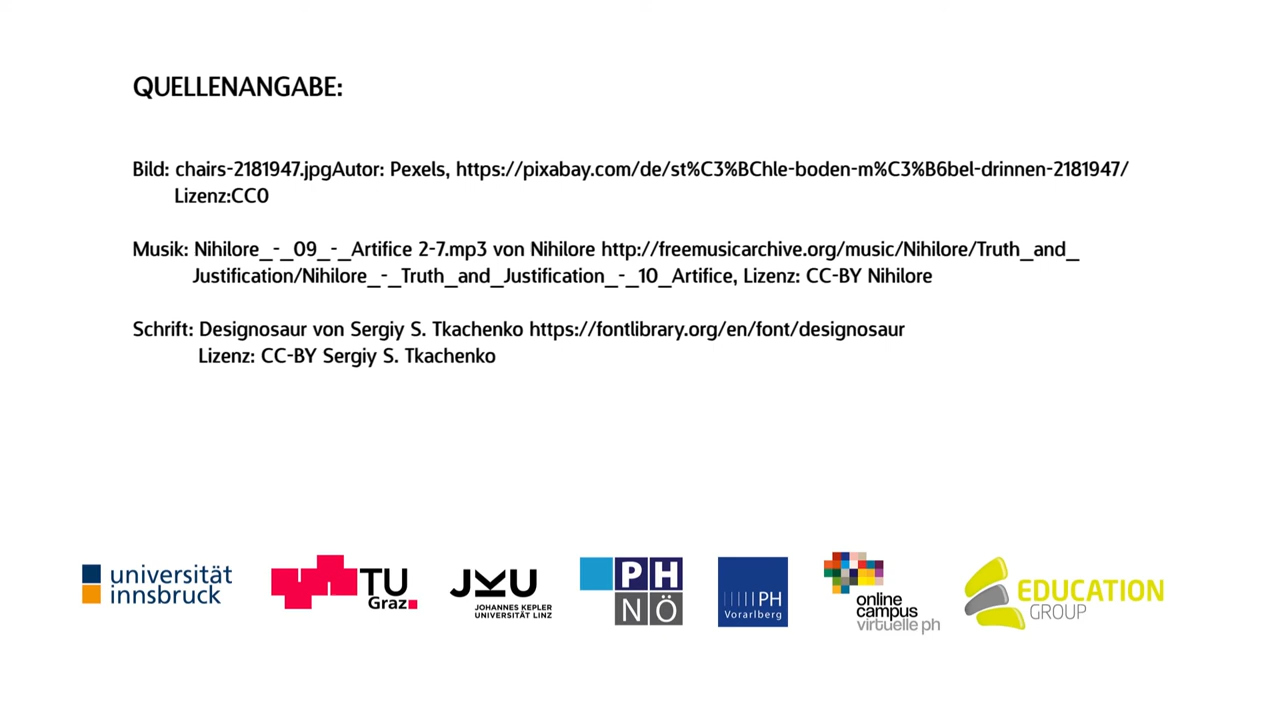 QUELLENANGABE:
Bild: chairs-2181947.jpgAutor: Pexels, https://pixabay.com/de/st%C3%BChle-boden-m%C3%B6bel-drinnen-2181947/
Lizenz:CC0
Musik: Nihilore_-_09_-_Artifice 2-7.mp3 von Nihilore http://freemusicarchive.org/music/Nihilore/Truth_and_
Justification/Nihilore_-_Truth_and_Justification_-_10_Artifice, Lizenz: CC-BY Nihilore
Schrift: Designosaur von Sergiy S. Tkachenko https://fontlibrary.org/en/font/designosaur
Lizenz: CC-BY Sergiy S. Tkachenko
universität
innsbruck
TU
Graz
JKU
JOHANNES KEPLER
UNIVERSITÄT LINZ
PH
NÖ
PH
Vorarlberg
online
campus
virtuelle ph
EDUCATION
GROUP